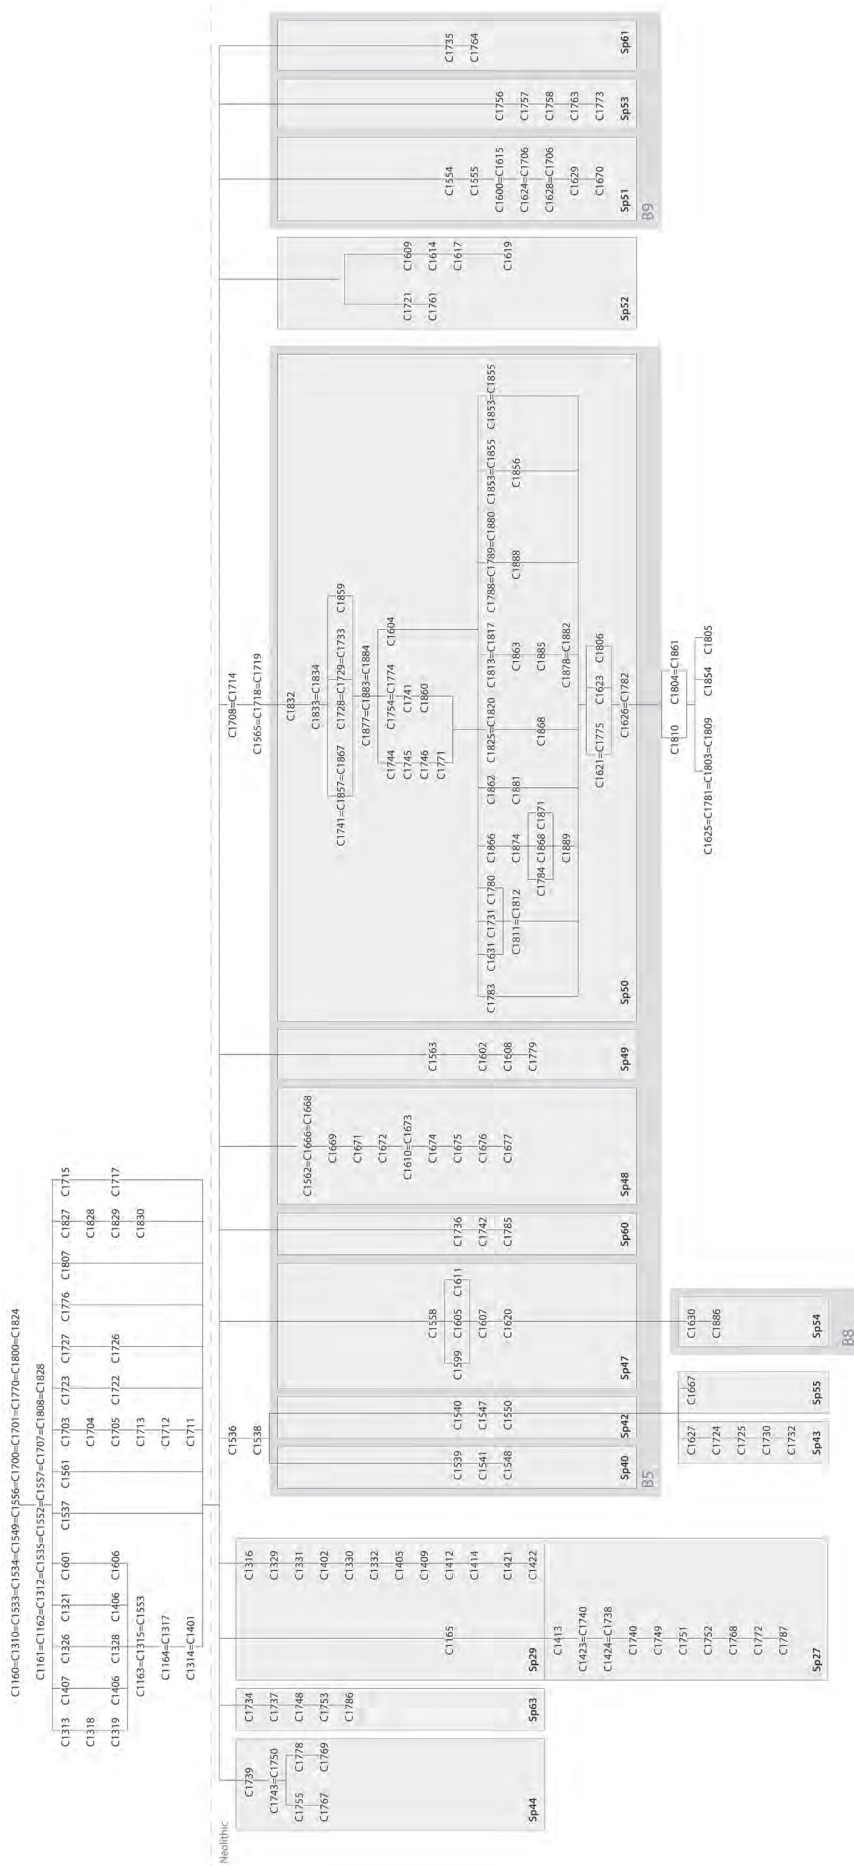 C1160=C1310=C1533=C1534=C1549=C1556=C1700=C1701=C1770=C1800=C1824
C1161=C1162=C1312=C1535=C1552=C1557=C1707=C1808=C1828
C1313 C1407 C1326 C1321 C1601 C1537 C1561 C1703 C1723 C1727 C1776 C1807 C1827 C1715
C1318 C1704 C1828
C1319 C1406 C1328 C1406 C1606 C1705 C1722 C1726 C1829 C1717
C1163=C1315=C1553 C1713 C1830
C1164=C1317 C1712
C1314=C1401 C1711
Neolithic
C1739
C1743=C1750
C1755 C1778
C1767 C1769
Sp44
C1734
C1737
C1748
C1753
C1786
Sp63
C1316
C1329
C1331
C1402
C1330
C1332
C1405
C1409
C1165 C1412
C1414
C1421
C1422
Sp29
C1413
C1423=C1740
C1424=C1738
C1740
C1749
C1751
C1752
C1768
C1772
C1787
Sp27
C1536
C1538
C1539
C1541
C1548
Sp40
C1540
C1547
C1550
Sp42
C1558
C1599 C1605 C1611
C1607
C1620
Sp47
C1736
C1742
C1785
Sp60
C1562=C1666=C1668
C1669
C1671
C1672
C1610=C1673
C1674
C1675
C1676
C1677
Sp48
C1563
C1602
C1608
C1779
Sp49
C1708=C1714
C1565=C1718=C1719
C1832
C1833=C1834
C1741=C1857=C1867 C1728=C1729=C1733 C1859
C1877=C1883=C1884
C1744 C1754=C1774 C1604
C1745 C1741
C1746 C1860
C1771
C1783 C1631 C1731 C1780 C1866 C1862 C1825=C1820 C1813=C1817 C1788=C1789=C1880 C1853=C1855 C1853=C1855
C1811=C1812 C1874 C1881 C1863 C1888 C1856
C1784 C1868 C1871 C1868 C1885
C1889 C1878=C1882
C1621=C1775 C1623 C1806
C1626=C1782
Sp50
B5
C1810 C1804=C1861
C1625=C1781=C1803=C1809 C1854 C1805
C1627
C1724
C1725
C1730
C1732
Sp43
C1667
Sp55
C1630
C1886
Sp54
B8
C1721 C1609
C1761 C1614
C1617
C1619
Sp52
C1554
C1555
C1600=C1615
C1624=C1706
C1628=C1706
C1629
C1670
Sp51
C1756
C1757
C1758
C1763
C1773
Sp53
C1735
C1764
Sp61
B9